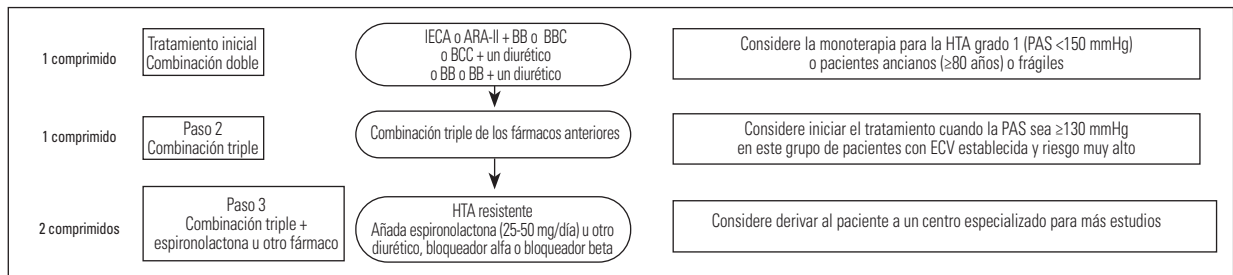 1 comprimido
Tratamiento inicial
Combinación doble
IECA o ARA-II + BB o BBC
o BCC + un diurético
o BB o BB + un diurético
Considere la monoterapia para la HTA grado 1 (PAS <150 mmHg)
o pacientes ancianos (≥80 años) o frágiles
1 comprimido
Paso 2
Combinación triple
Combinación triple de los fármacos anteriores
Considere iniciar el tratamiento cuando la PAS sea ≥130 mmHg
en este grupo de pacientes con ECV establecida y riesgo muy alto
2 comprimidos
Paso 3
Combinación triple +
espironolactona u otro fármaco
HTA resistente
Añada espironolactona (25-50 mg/día) u otro
diurético, bloqueador alfa o bloqueador beta
Considere derivar al paciente a un centro especializado para más estudios